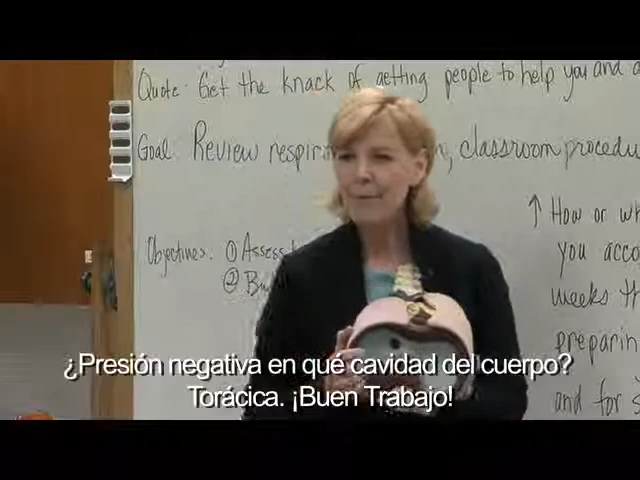 Quote: Get the knack of getting people to help you and a
Goal: Review respir n, classroom procedu
↑ How or wh
Objectives: ① Assess
you acco
② Bu
weeks th
preparin
and for
¿Presión negativa en qué cavidad del cuerpo?
Torácica. ¡Buen Trabajo!